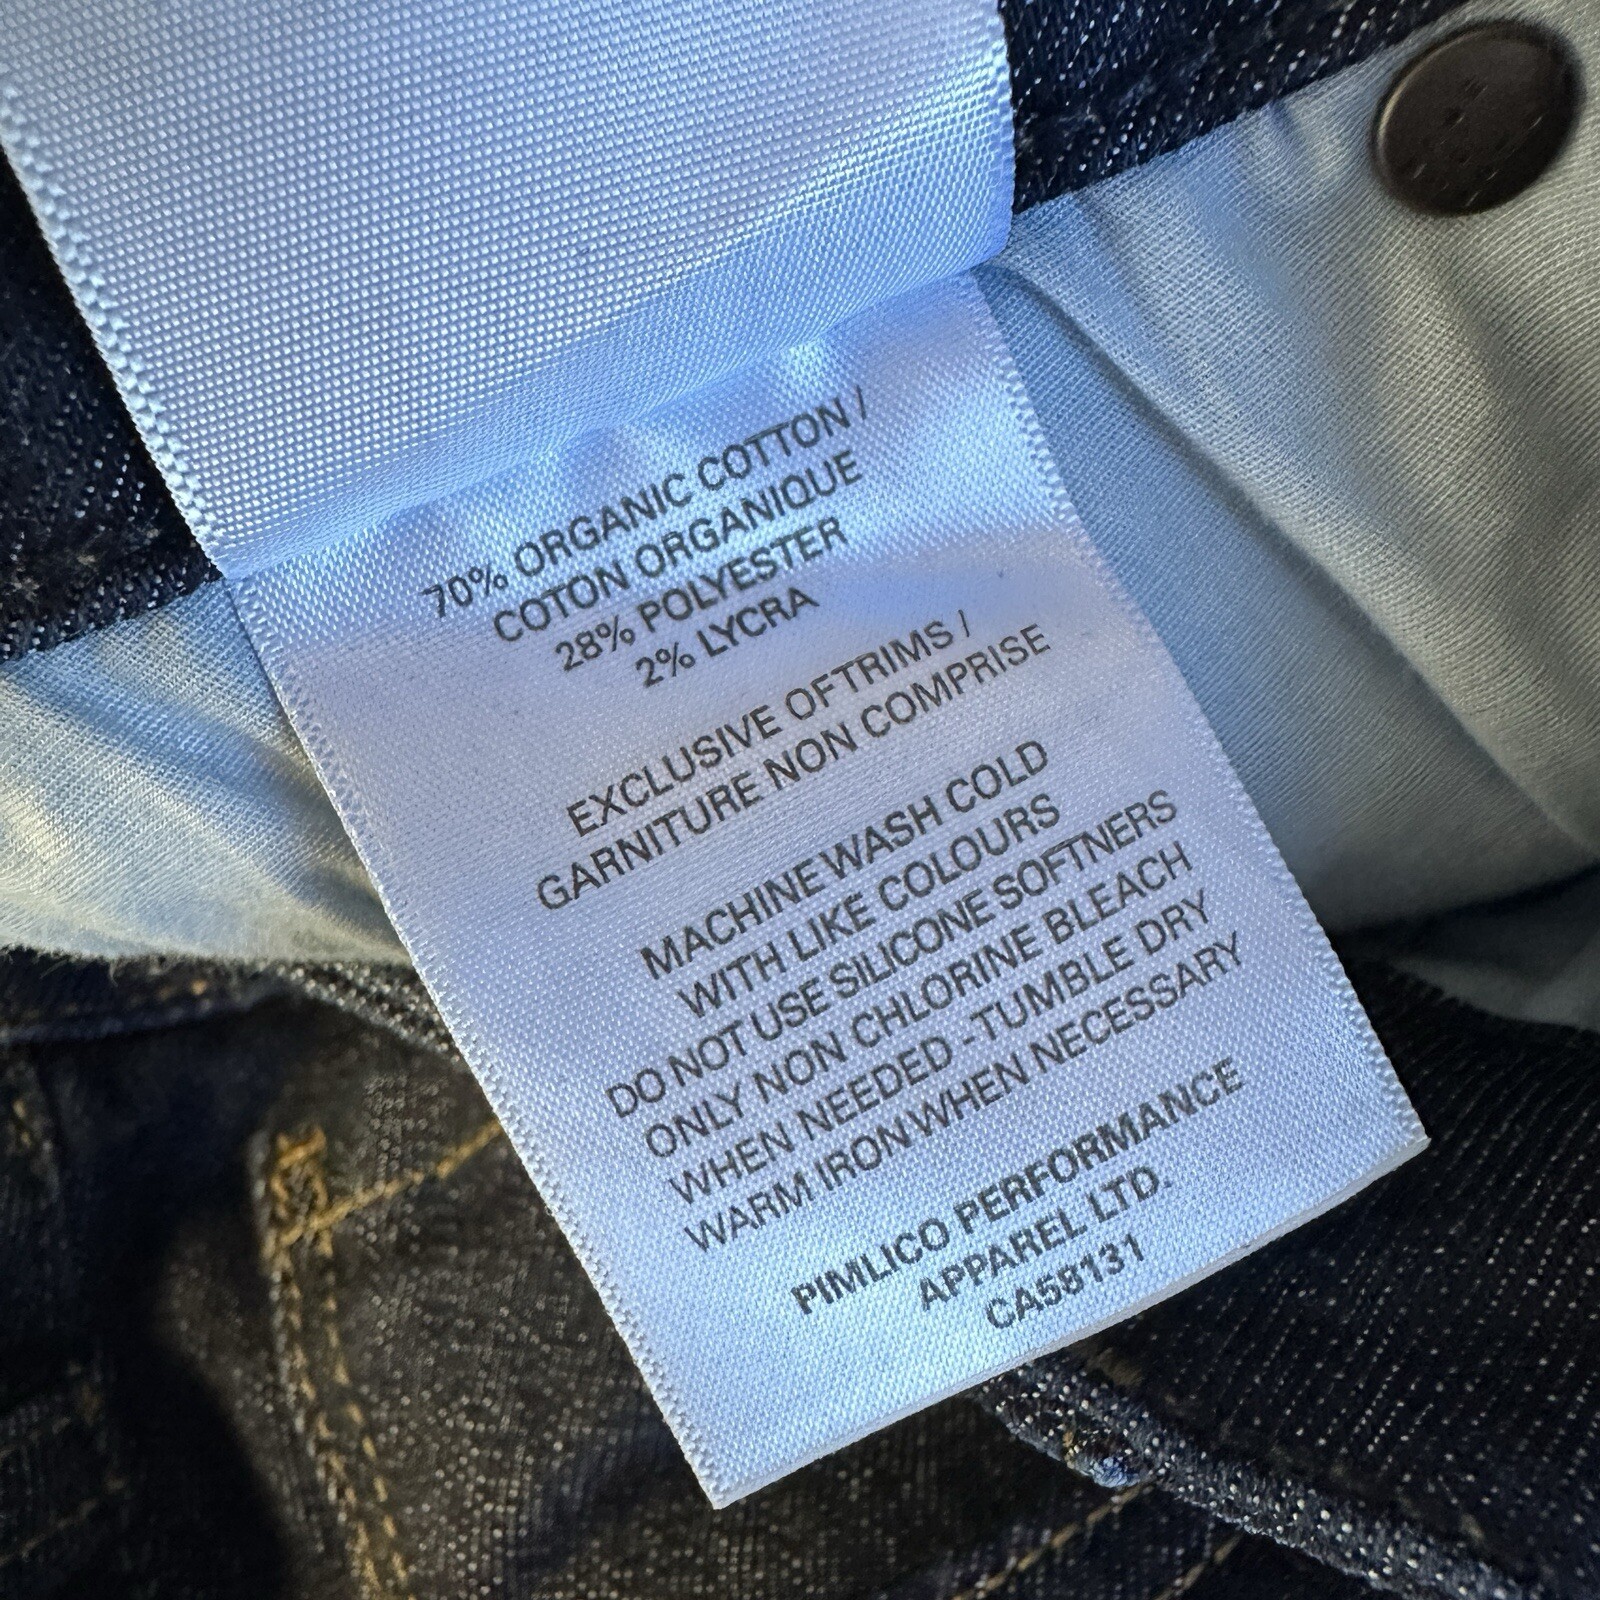 70% ORGANIC COTTON /
COTON ORGANIQUE
28% POLYESTER
2% LYCRA
EXCLUSIVE OF TRIMS /
GARNITURE NON COMPRISE
MACHINE WASH COLD
WITH LIKE COLOURS
DO NOT USE SILICONE SOFTNERS
ONLY NON CHLORINE BLEACH
WHEN NEEDED - TUMBLE DRY
WARM IRON WHEN NECESSARY
PIMLICO PERFORMANCE
APPAREL LTD.
CA58131